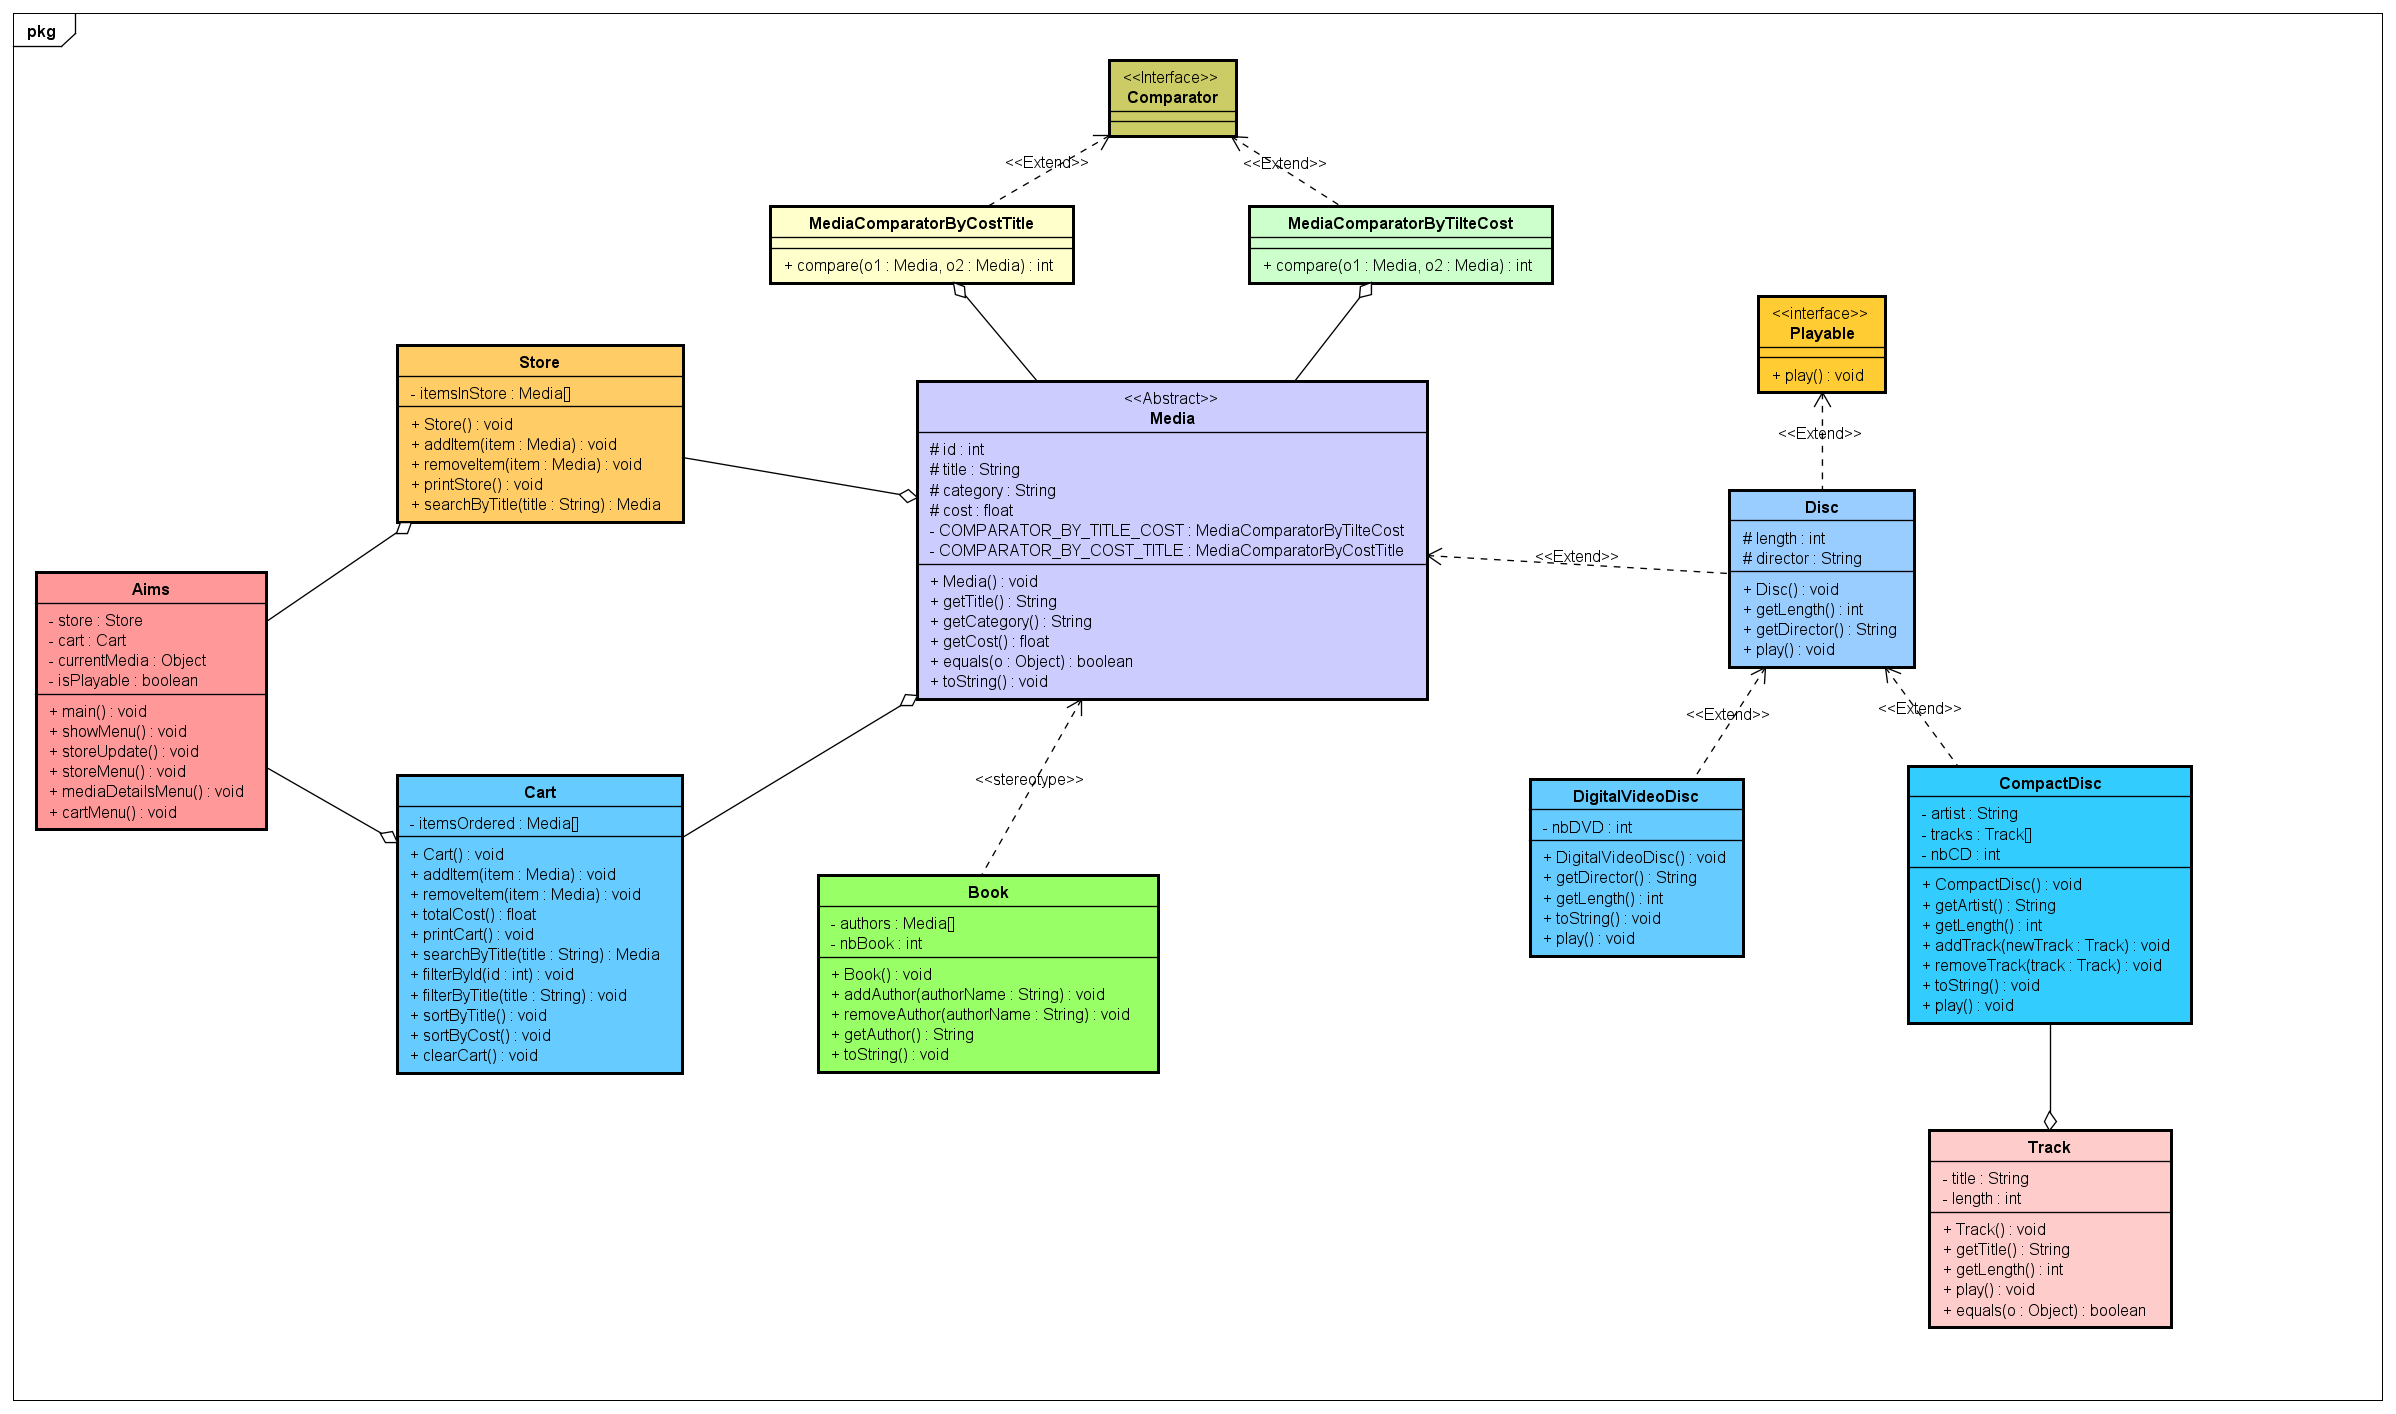 pkg
<<Interface>>
Comparator
<<Extend>>
<<Extend>>
MediaComparatorByCostTitle
+ compare(o1 : Media, o2 : Media) : int
MediaComparatorByTilteCost
+ compare(o1 : Media, o2 : Media) : int
<<interface>>
Playable
+ play() : void
Store
- itemsInStore : Media[]
+ Store() : void
+ addItem(item : Media) : void
+ removeItem(item : Media) : void
+ printStore() : void
+ searchByTitle(title : String) : Media
<<Abstract>>
Media
# id : int
# title : String
# category : String
# cost : float
- COMPARATOR_BY_TITLE_COST : MediaComparatorByTilteCost
- COMPARATOR_BY_COST_TITLE : MediaComparatorByCostTitle
+ Media() : void
+ getTitle() : String
+ getCategory() : String
+ getCost() : float
+ equals(o : Object) : boolean
+ toString() : void
<<Extend>>
<<Extend>>
Disc
# length : int
# director : String
+ Disc() : void
+ getLength() : int
+ getDirector() : String
+ play() : void
Aims
- store : Store
- cart : Cart
- currentMedia : Object
- isPlayable : boolean
+ main() : void
+ showMenu() : void
+ storeUpdate() : void
+ storeMenu() : void
+ mediaDetailsMenu() : void
+ cartMenu() : void
<<Extend>>
<<Extend>>
<<stereotype>>
Cart
- itemsOrdered : Media[]
+ Cart() : void
+ addItem(item : Media) : void
+ removeItem(item : Media) : void
+ totalCost() : float
+ printCart() : void
+ searchByTitle(title : String) : Media
+ filterById(id : int) : void
+ filterByTitle(title : String) : void
+ sortByTitle() : void
+ sortByCost() : void
+ clearCart() : void
Book
- authors : Media[]
- nbBook : int
+ Book() : void
+ addAuthor(authorName : String) : void
+ removeAuthor(authorName : String) : void
+ getAuthor() : String
+ toString() : void
DigitalVideoDisc
- nbDVD : int
+ DigitalVideoDisc() : void
+ getDirector() : String
+ getLength() : int
+ toString() : void
+ play() : void
CompactDisc
- artist : String
- tracks : Track[]
- nbCD : int
+ CompactDisc() : void
+ getArtist() : String
+ getLength() : int
+ addTrack(newTrack : Track) : void
+ removeTrack(track : Track) : void
+ toString() : void
+ play() : void
Track
- title : String
- length : int
+ Track() : void
+ getTitle() : String
+ getLength() : int
+ play() : void
+ equals(o : Object) : boolean